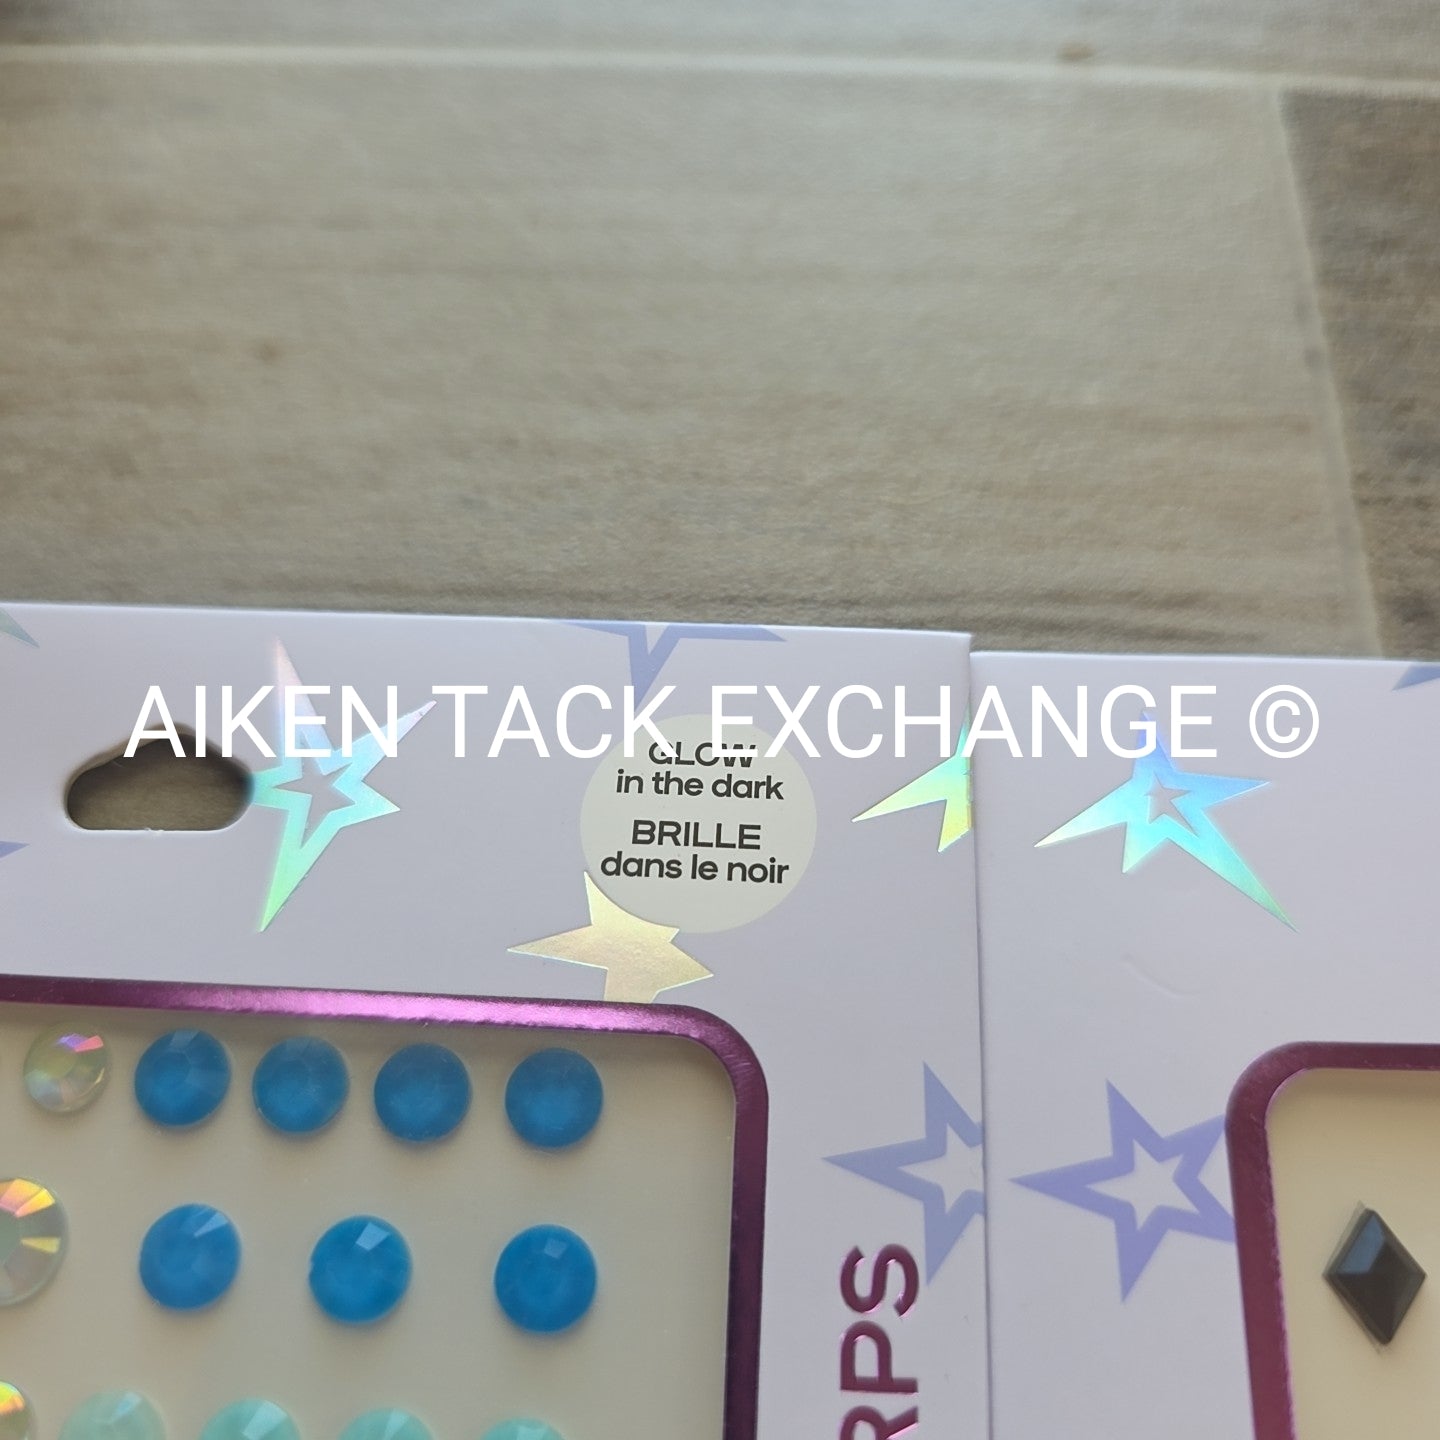 AIKEN TACK EXCHANGE ©
GLOW
in the dark
BRILLE
dans le noir
RPS